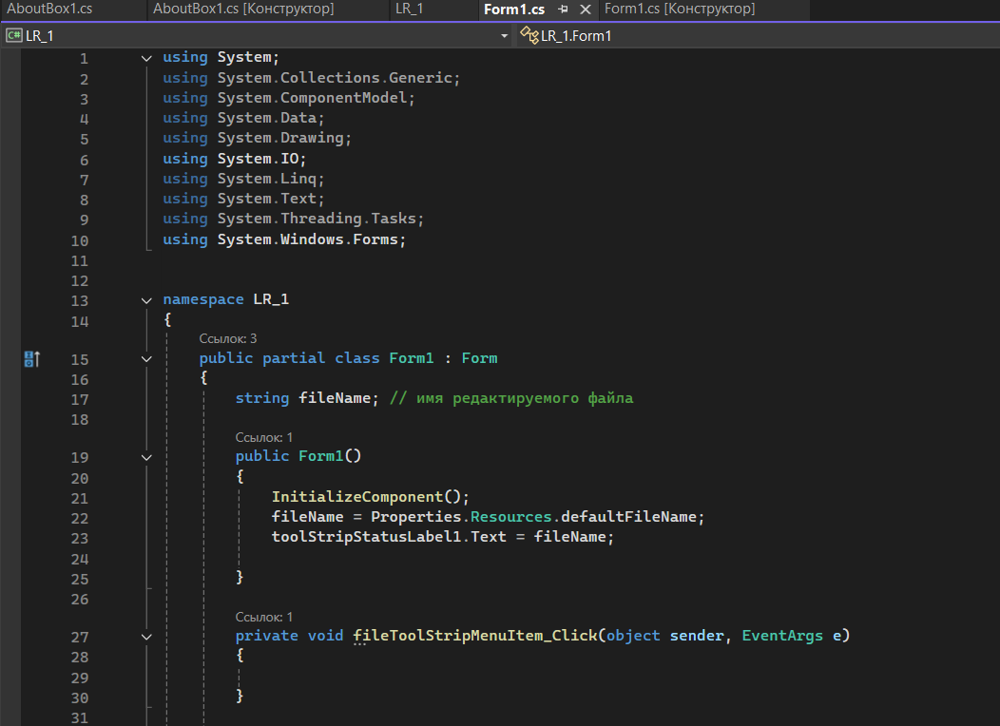 AboutBox1.cs AboutBox1.cs [Конструктор] LR_1 Form1.cs Form1.cs [Конструктор]
C# LR_1 LR_1.Form1
1 using System;
2 using System.Collections.Generic;
3 using System.ComponentModel;
4 using System.Data;
5 using System.Drawing;
6 using System.IO;
7 using System.Linq;
8 using System.Text;
9 using System.Threading.Tasks;
10 using System.Windows.Forms;
11
12
13 namespace LR_1
14 {
Ссылок: 3
15 public partial class Form1 : Form
16 {
17 string fileName; // имя редактируемого файла
18
Ссылок: 1
19 public Form1()
20 {
21 InitializeComponent();
22 fileName = Properties.Resources.defaultFileName;
23 toolStripStatusLabel1.Text = fileName;
24
25 }
26
Ссылок: 1
27 private void fileToolStripMenuItem_Click(object sender, EventArgs e)
28 {
29
30 }
31